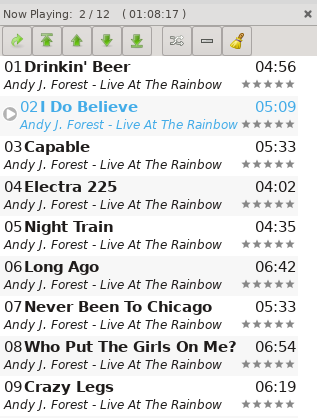 Now Playing: 2 / 12 ( 01:08:17 )
01 Drinkin' Beer 04:56
Andy J. Forest - Live At The Rainbow
02 I Do Believe 05:09
Andy J. Forest - Live At The Rainbow
03 Capable 05:33
Andy J. Forest - Live At The Rainbow
04 Electra 225 04:02
Andy J. Forest - Live At The Rainbow
05 Night Train 04:35
Andy J. Forest - Live At The Rainbow
06 Long Ago 06:42
Andy J. Forest - Live At The Rainbow
07 Never Been To Chicago 05:33
Andy J. Forest - Live At The Rainbow
08 Who Put The Girls On Me? 06:54
Andy J. Forest - Live At The Rainbow
09 Crazy Legs 06:19
Andy J. Forest - Live At The Rainbow